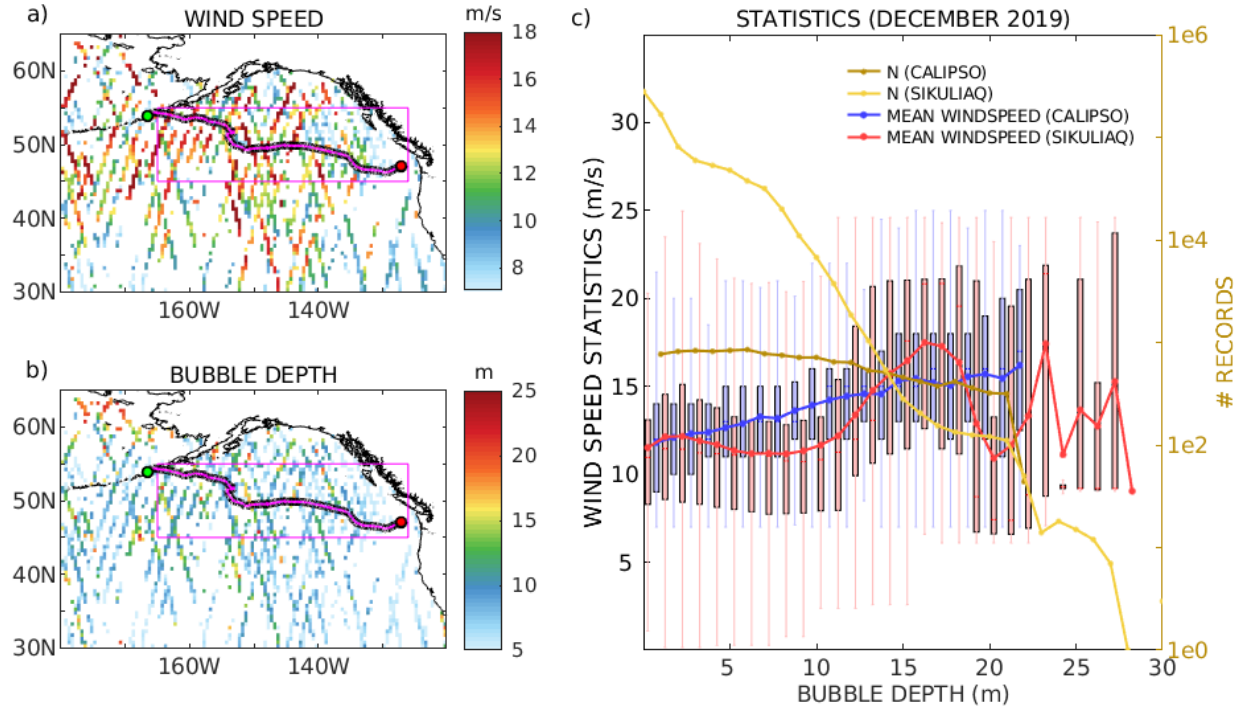 a)
WIND SPEED
m/s
60N
50N
40N
30N
160W
140W
18
16
14
12
10
8
b)
BUBBLE DEPTH
m
60N
50N
40N
30N
160W
140W
25
20
15
10
5
c)
STATISTICS (DECEMBER 2019)
N (CALIPSO)
N (SIKULIAQ)
MEAN WINDSPEED (CALIPSO)
MEAN WINDSPEED (SIKULIAQ)
WIND SPEED STATISTICS (m/s)
30
25
20
15
10
5
1e6
1e4
1e2
1e0
# RECORDS
5
10
15
20
25
30
BUBBLE DEPTH (m)